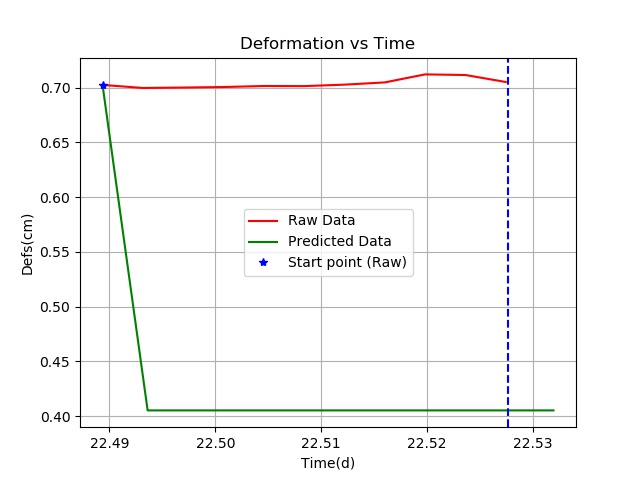 Deformation vs Time
Defs(cm)
0.70
0.65
0.60
0.55
0.50
0.45
0.40
Raw Data
Predicted Data
Start point (Raw)
22.49 22.50 22.51 22.52 22.53
Time(d)